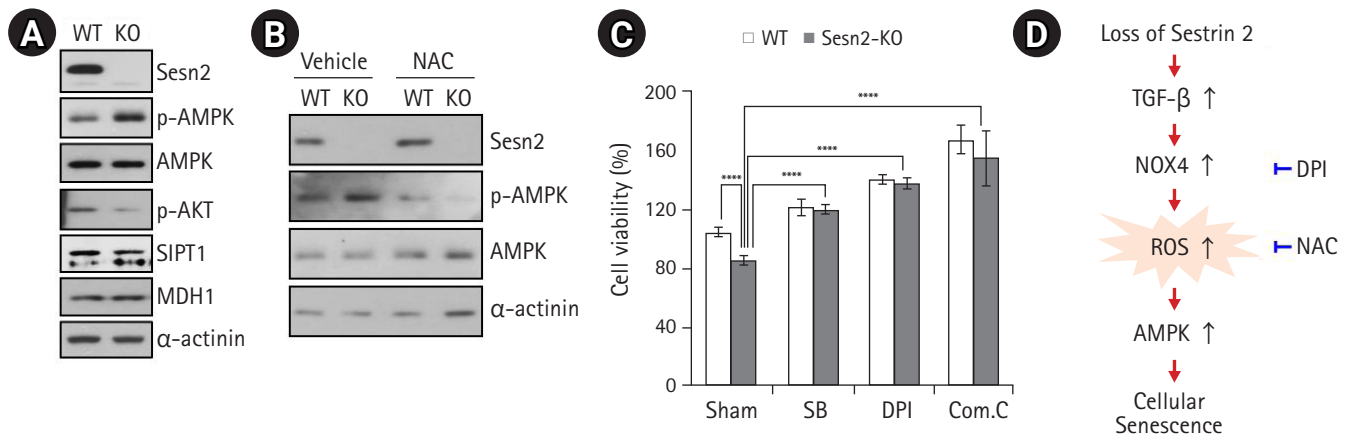 A
WT KO
Sesn2
p-AMPK
AMPK
p-AKT
SIPT1
MDH1
α-actinin
B
Vehicle NAC
WT KO WT KO
Sesn2
p-AMPK
AMPK
α-actinin
C
WT Sesn2-KO
Cell viability (%)
200
160
120
80
40
0
****
****
****
****
Sham SB DPI Com.C
D
Loss of Sestrin 2
TGF-β ↑
NOX4 ↑ DPI
ROS ↑ NAC
AMPK ↑
Cellular
Senescence